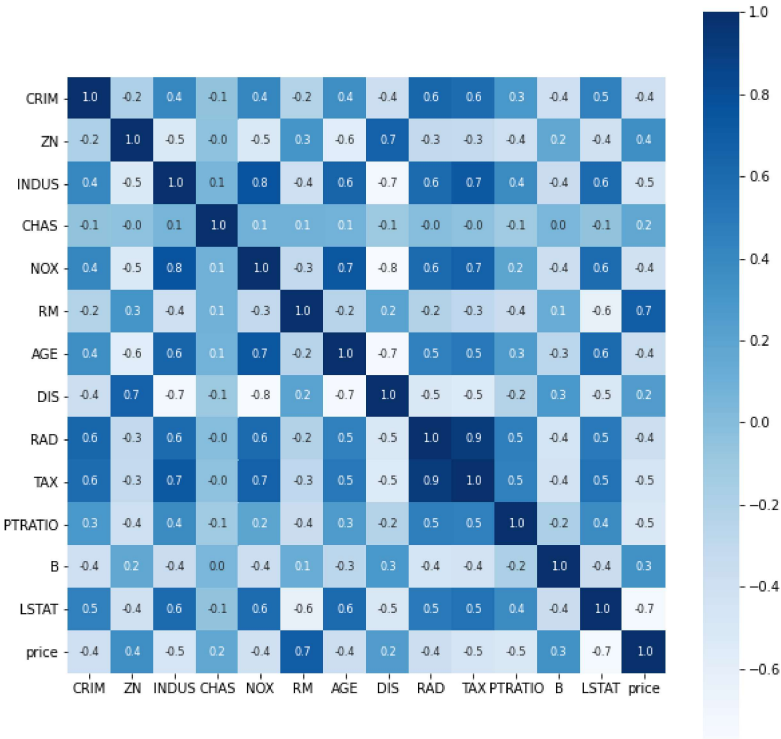 1.0
CRIM 1.0 -0.2 0.4 -0.1 0.4 -0.2 0.4 -0.4 0.6 0.6 0.3 -0.4 0.5 -0.4
0.8
ZN -0.2 1.0 -0.5 -0.0 -0.5 0.3 -0.6 0.7 -0.3 -0.3 -0.4 0.2 -0.4 0.4
INDUS 0.4 -0.5 1.0 0.1 0.8 -0.4 0.6 -0.7 0.6 0.7 0.4 -0.4 0.6 -0.5
0.6
CHAS -0.1 -0.0 0.1 1.0 0.1 0.1 0.1 -0.1 -0.0 -0.0 -0.1 0.0 -0.1 0.2
NOX 0.4 -0.5 0.8 0.1 1.0 -0.3 0.7 -0.8 0.6 0.7 0.2 -0.4 0.6 -0.4
0.4
RM -0.2 0.3 -0.4 0.1 -0.3 1.0 -0.2 0.2 -0.2 -0.3 -0.4 0.1 -0.6 0.7
0.2
AGE 0.4 -0.6 0.6 0.1 0.7 -0.2 1.0 -0.7 0.5 0.5 0.3 -0.3 0.6 -0.4
DIS -0.4 0.7 -0.7 -0.1 -0.8 0.2 -0.7 1.0 -0.5 -0.5 -0.2 0.3 -0.5 0.2
0.0
RAD 0.6 -0.3 0.6 -0.0 0.6 -0.2 0.5 -0.5 1.0 0.9 0.5 -0.4 0.5 -0.4
TAX 0.6 -0.3 0.7 -0.0 0.7 -0.3 0.5 -0.5 0.9 1.0 0.5 -0.4 0.5 -0.5
−0.2
PTRATIO 0.3 -0.4 0.4 -0.1 0.2 -0.4 0.3 -0.2 0.5 0.5 1.0 -0.2 0.4 -0.5
B -0.4 0.2 -0.4 0.0 -0.4 0.1 -0.3 0.3 -0.4 -0.4 -0.2 1.0 -0.4 0.3
−0.4
LSTAT 0.5 -0.4 0.6 -0.1 0.6 -0.6 0.6 -0.5 0.5 0.5 0.4 -0.4 1.0 -0.7
price -0.4 0.4 -0.5 0.2 -0.4 0.7 -0.4 0.2 -0.4 -0.5 -0.5 0.3 -0.7 1.0
−0.6
CRIM ZN INDUS CHAS NOX RM AGE DIS RAD TAX PTRATIO B LSTAT price